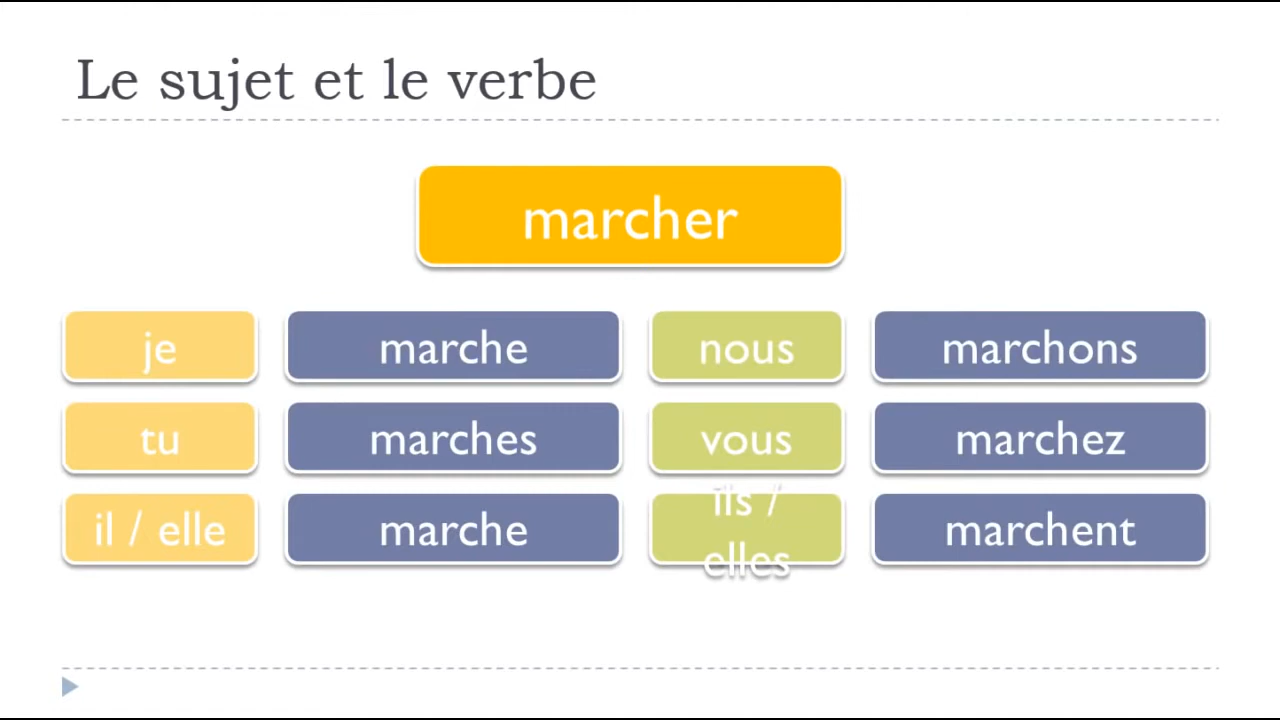 Le sujet et le verbe
marcher
je marche nous marchons
tu marches vous marchez
il / elle marche ils / elles marchent